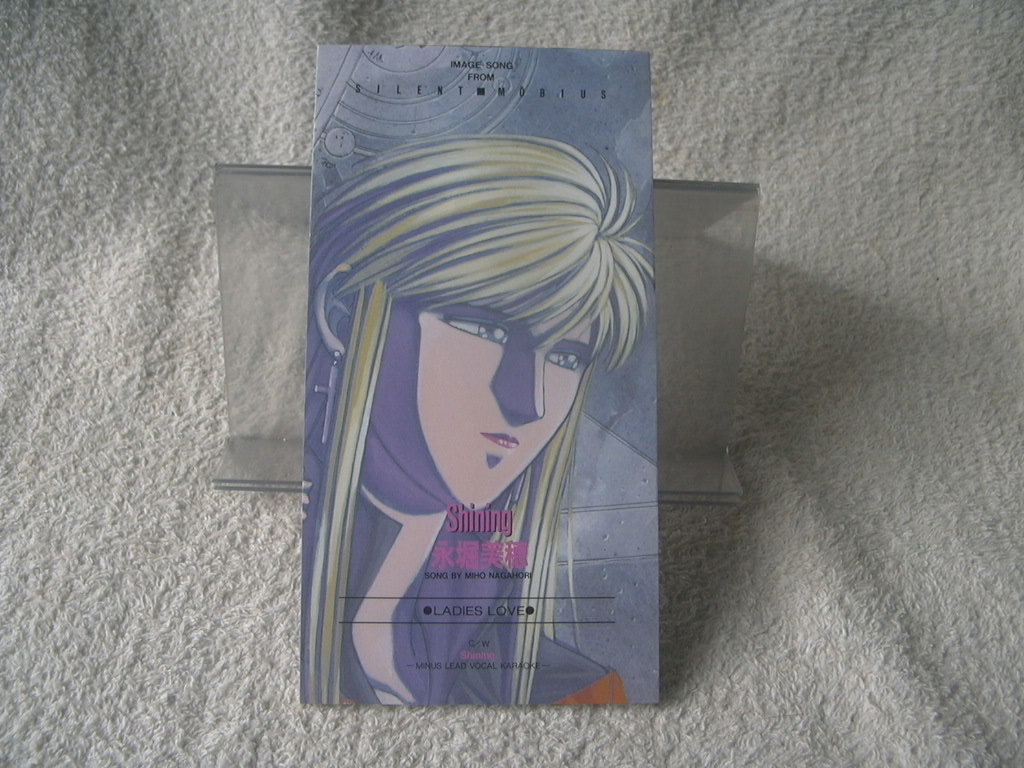 IMAGE SONG
FROM
SILENT■MÖBIUS
Shining
永堀美穂
SONG BY MIHO NAGAHORI
●LADIES LOVE●
C/W
Shining
—MINUS LEAD VOCAL KARAOKE—